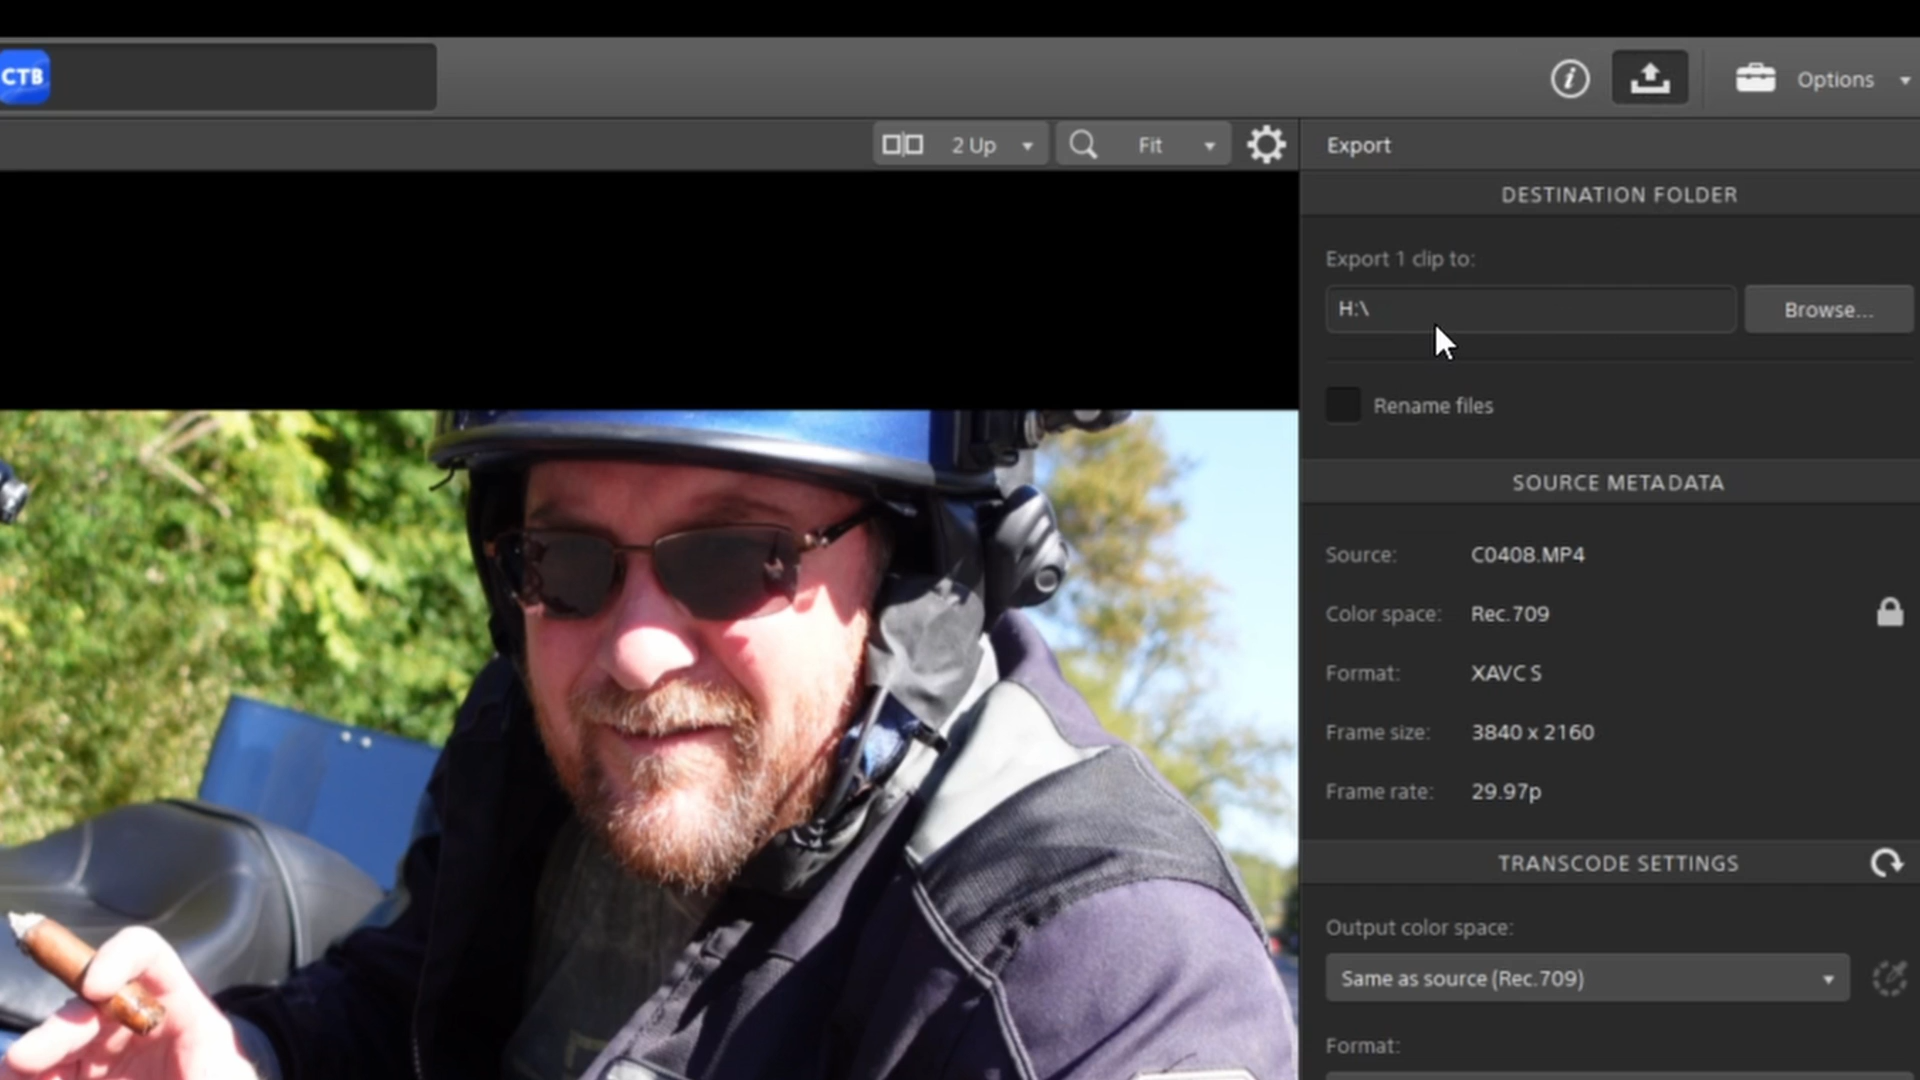 CTB
Options
2 Up
Fit
Export
DESTINATION FOLDER
Export 1 clip to:
H:\
Browse...
Rename files
SOURCE METADATA
Source: C0408.MP4
Color space: Rec.709
Format: XAVC S
Frame size: 3840 x 2160
Frame rate: 29.97p
TRANSCODE SETTINGS
Output color space:
Same as source (Rec.709)
Format: